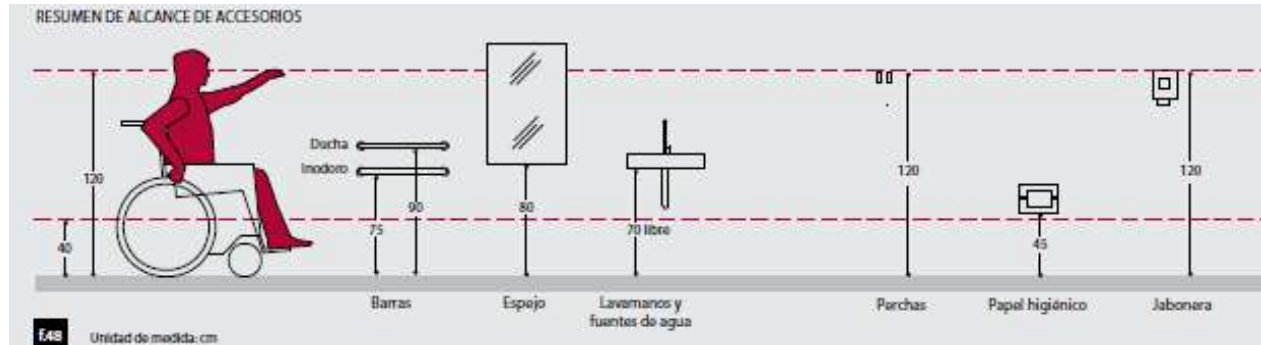 RESUMEN DE ALCANCE DE ACCESORIOS
Ducha
Inodoro
120
40
75
90
80
70 libre
120
45
120
Barras
Espejo
Lavamanos y
fuentes de agua
Perchas
Papel higiénico
Jabonera
f.48
Unidad de medida: cm